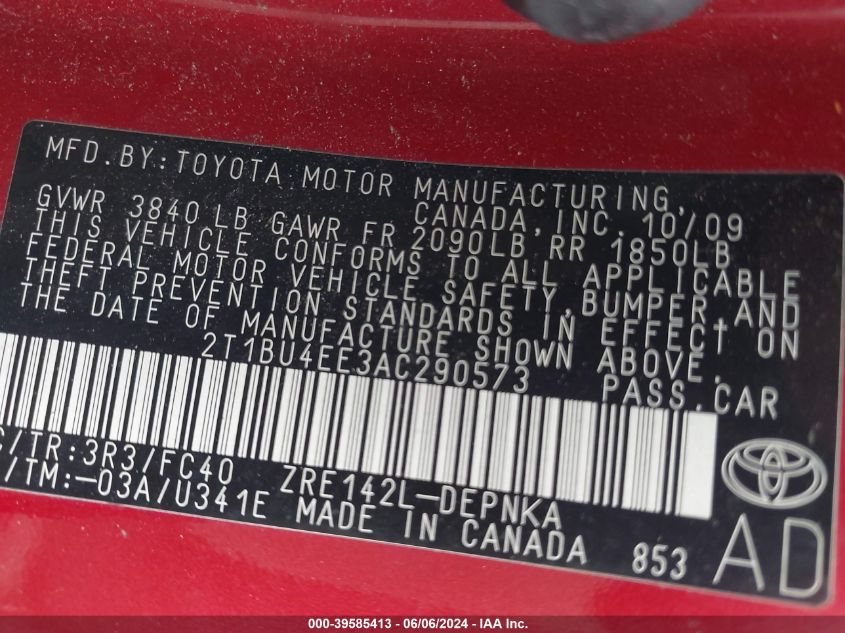 MFD. BY: TOYOTA MOTOR MANUFACTURING,
CANADA, INC. 10/09
GVWR 3840 LB GAWR FR 2090LB RR 1850LB
THIS VEHICLE CONFORMS TO ALL APPLICABLE
FEDERAL MOTOR VEHICLE SAFETY, BUMPER, AND
THEFT PREVENTION STANDARDS IN EFFECT ON
THE DATE OF MANUFACTURE SHOWN ABOVE.
2T1BU4EE3AC290573 PASS. CAR
/TR: 3R3/FC40 ZRE142L-DEPNKA
/TM: -03A/U341E MADE IN CANADA 853
AD
000-39585413 - 06/06/2024 - IAA Inc.